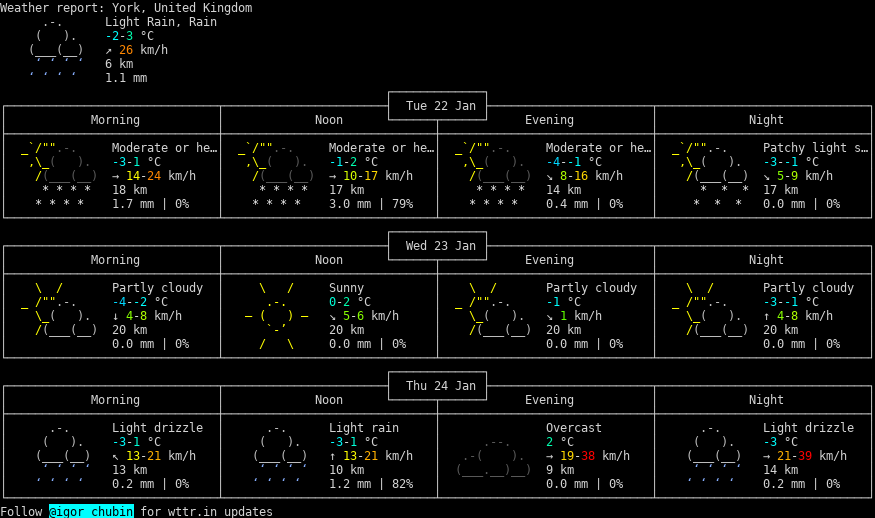 Weather report: York, United Kingdom
Light Rain, Rain
-2-3 °C
↗ 26 km/h
6 km
1.1 mm
Tue 22 Jan
Morning Noon Evening Night
Moderate or he… Moderate or he… Moderate or he… Patchy light s…
-3-1 °C -1-2 °C -4--1 °C -3--1 °C
→ 14-24 km/h → 10-17 km/h ↘ 8-16 km/h ↘ 5-9 km/h
18 km 17 km 14 km 17 km
1.7 mm | 0% 3.0 mm | 79% 0.4 mm | 0% 0.0 mm | 0%
Wed 23 Jan
Morning Noon Evening Night
Partly cloudy Sunny Partly cloudy Partly cloudy
-4--2 °C 0-2 °C -1 °C -3--1 °C
↓ 4-8 km/h ↘ 5-6 km/h ↘ 1 km/h ↑ 4-8 km/h
20 km 20 km 20 km 20 km
0.0 mm | 0% 0.0 mm | 0% 0.0 mm | 0% 0.0 mm | 0%
Thu 24 Jan
Morning Noon Evening Night
Light drizzle Light rain Overcast Light drizzle
-3-1 °C -3-1 °C 2 °C -3 °C
↖ 13-21 km/h ↑ 13-21 km/h → 19-38 km/h → 21-39 km/h
13 km 10 km 9 km 14 km
0.2 mm | 0% 1.2 mm | 82% 0.0 mm | 0% 0.2 mm | 0%
Follow @igor_chubin for wttr.in updates